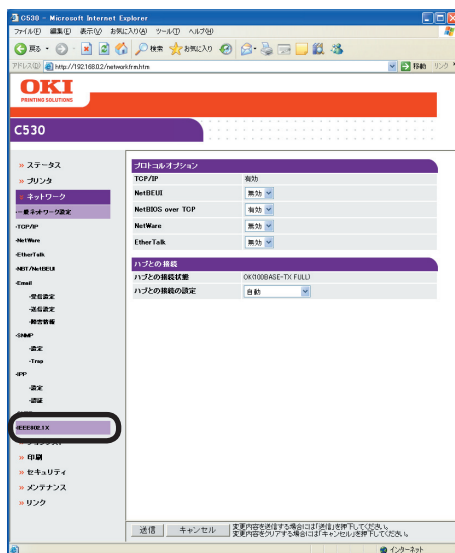 C530 - Microsoft Internet Explorer
ファイル(F) 編集(E) 表示(V) お気に入り(A) ツール(T) ヘルプ(H)
戻る 検索 お気に入り
アドレス(D) http://192.168.0.2/networkfrm.htm 移動 リンク
OKI
PRINTING SOLUTIONS
C530
» ステータス
» プリンタ
» ネットワーク
-一般ネットワーク設定
-TCP/IP
-NetWare
-EtherTalk
-NBT/NetBEUI
-Email
-受信設定
-送信設定
-障害情報
-SNMP
-設定
-Trap
-IPP
-設定
-認証
-IEEE802.1X
» 印刷
» セキュリティ
» メンテナンス
» リンク
プロトコルオプション
TCP/IP 有効
NetBEUI 無効
NetBIOS over TCP 有効
NetWare 無効
EtherTalk 無効
ハブとの接続
ハブとの接続状態 OK(100BASE-TX FULL)
ハブとの接続の設定 自動
送信 キャンセル 変更内容を送信する場合には「送信」を押下してください。
変更内容をクリアする場合には「キャンセル」を押下してください。
インターネット